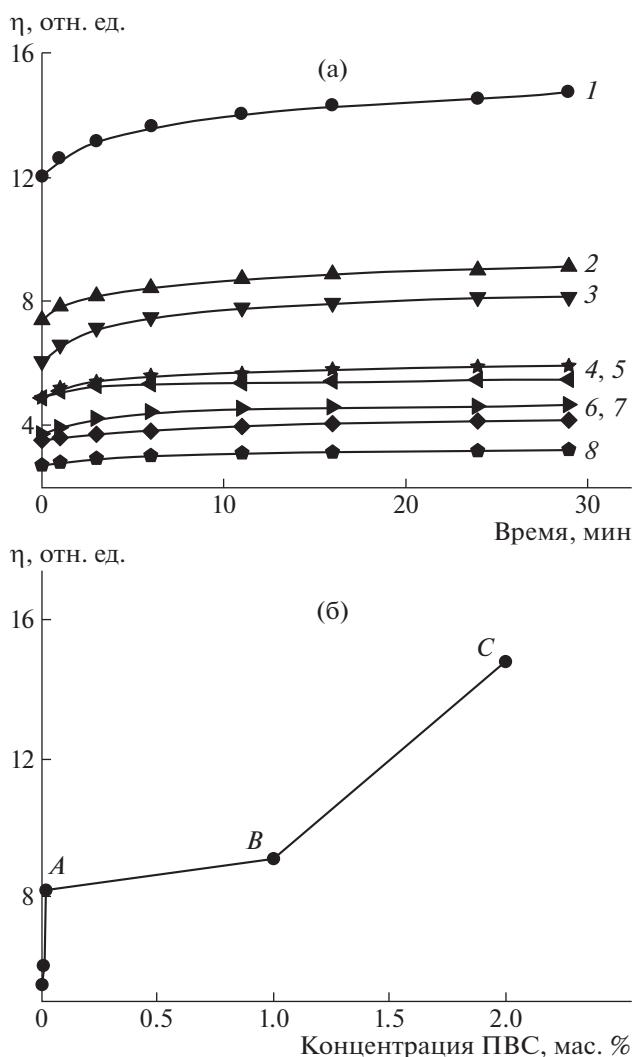 η, отн. ед.
16
(а)
1
12
2
8
3
4, 5
6, 7
4
8
0
10
20
30
Время, мин
η, отн. ед.
(б)
16
C
12
B
A
8
0
0.5
1.0
1.5
2.0
Концентрация ПВС, мас. %